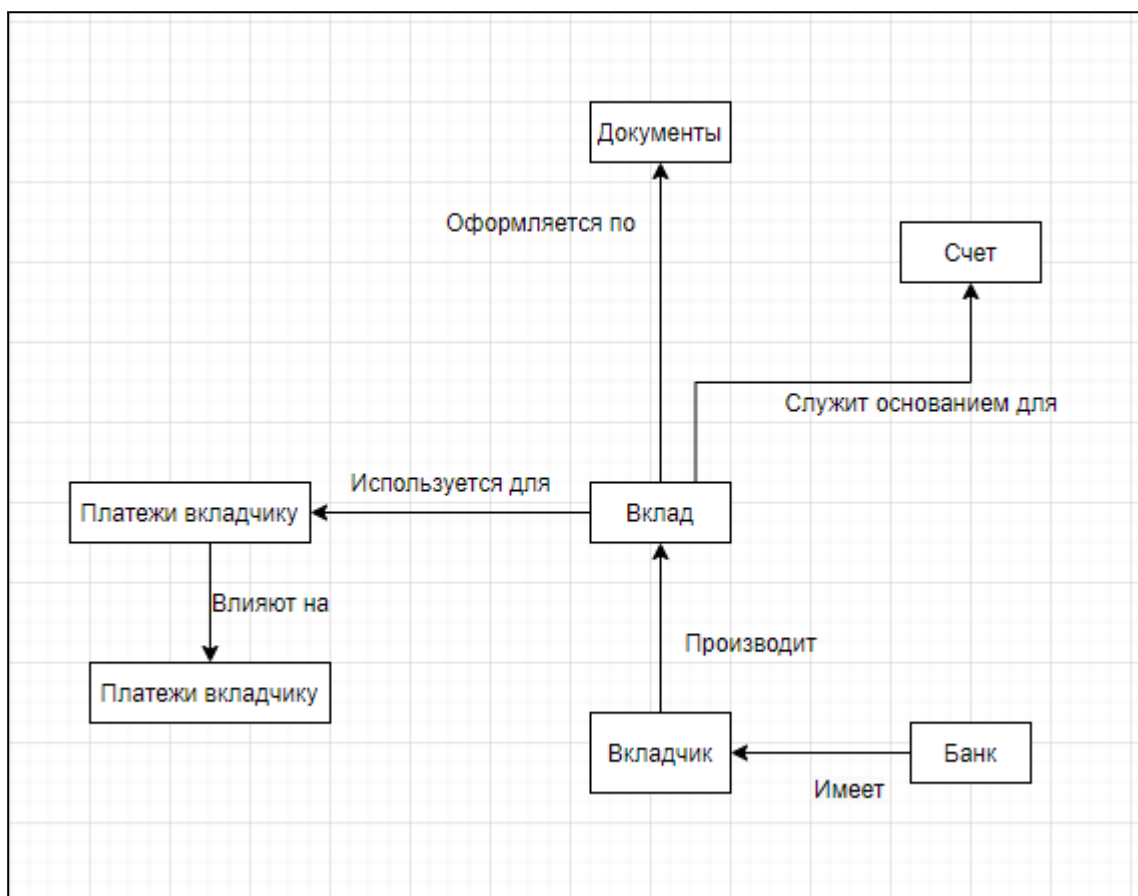 Документы
Оформляется по
Счет
Служит основанием для
Используется для
Платежи вкладчику
Вклад
Влияют на
Производит
Платежи вкладчику
Вкладчик
Банк
Имеет